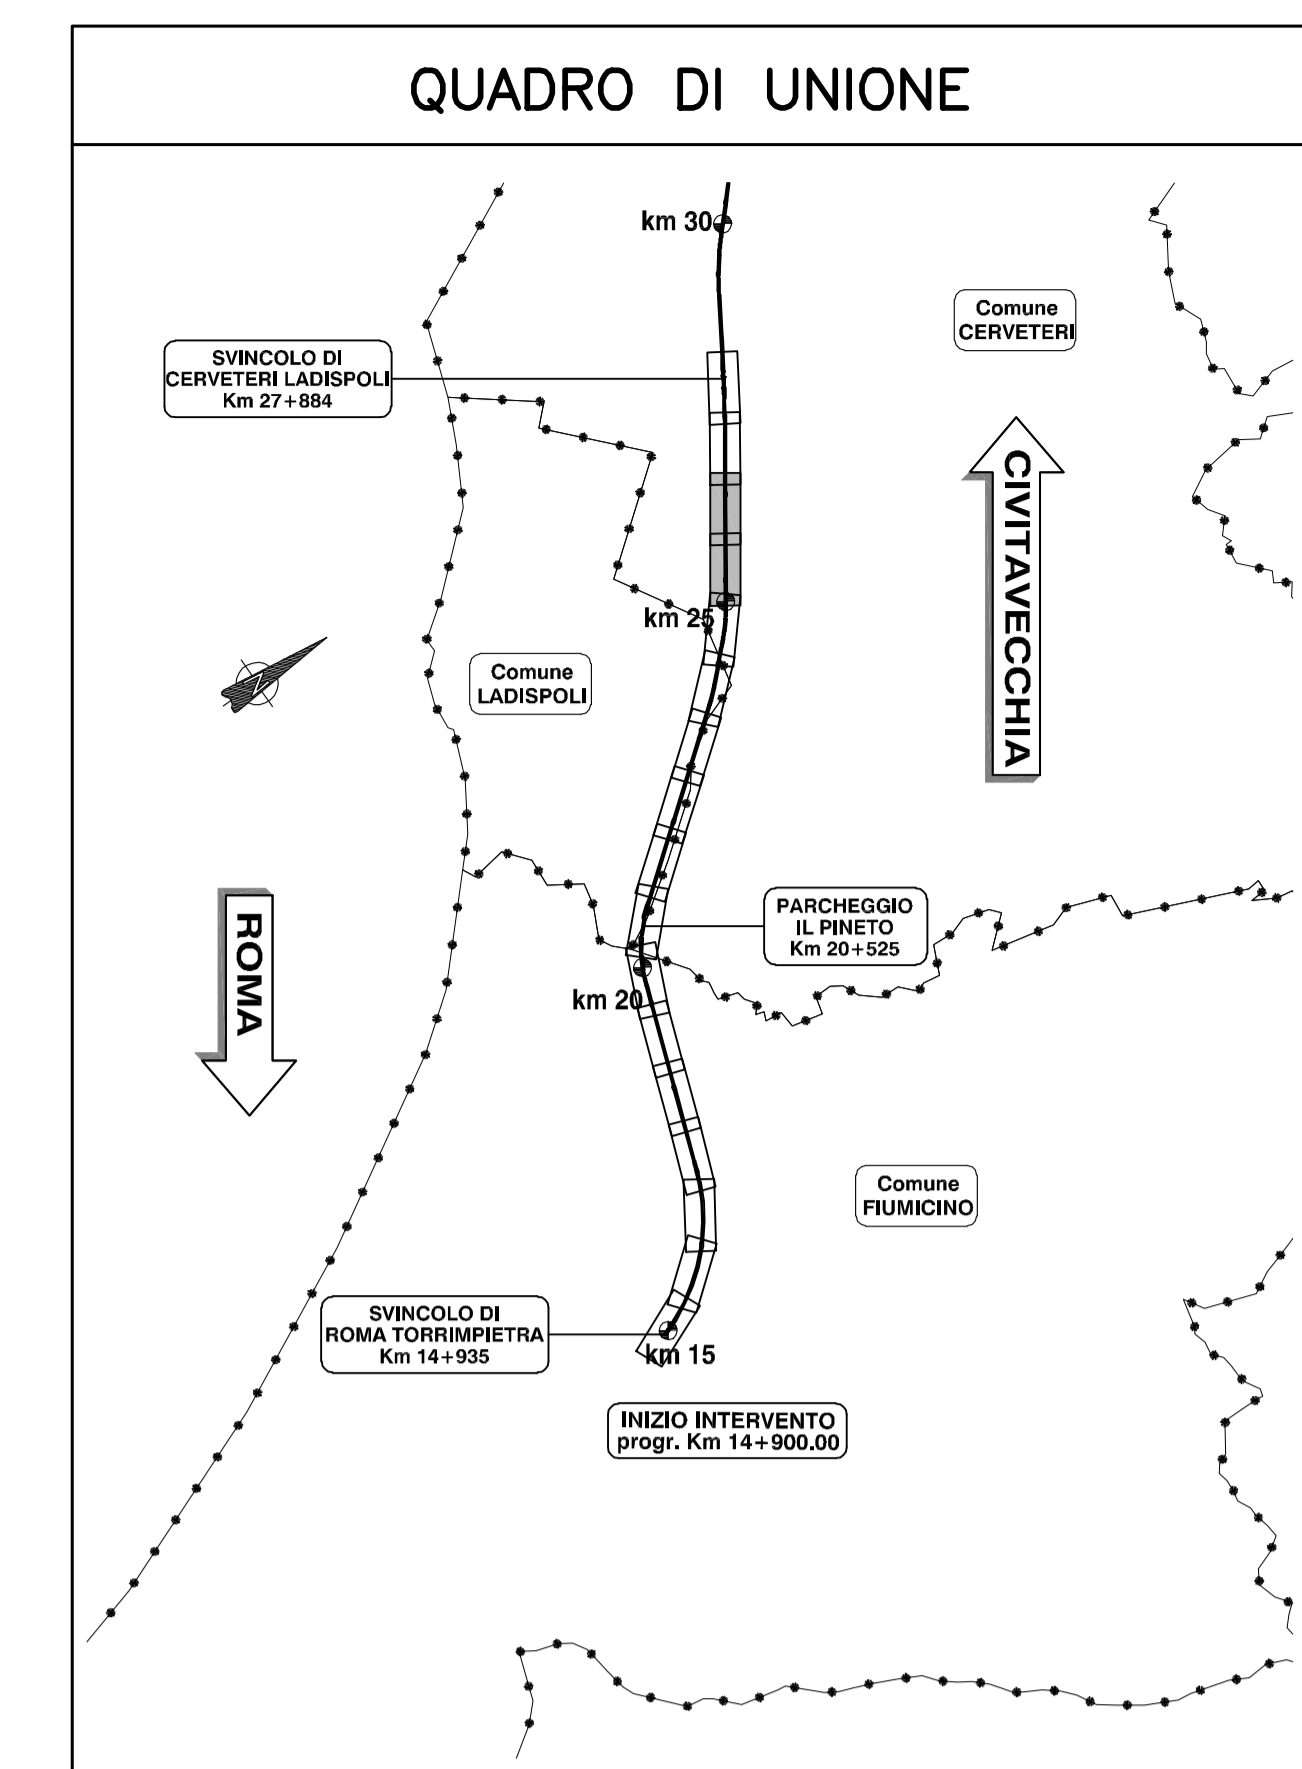 QUADRO DI UNIONE
km 30
Comune
CERVETERI
SVINCOLO DI
CERVETERI LADISPOLI
Km 27+884
CIVITAVECCHIA
km 25
Comune
LADISPOLI
N
ROMA
PARCHEGGIO
IL PINETO
Km 20+525
km 20
Comune
FIUMICINO
SVINCOLO DI
ROMA TORRIMPIETRA
Km 14+935
km 15
INIZIO INTERVENTO
progr. Km 14+900.00